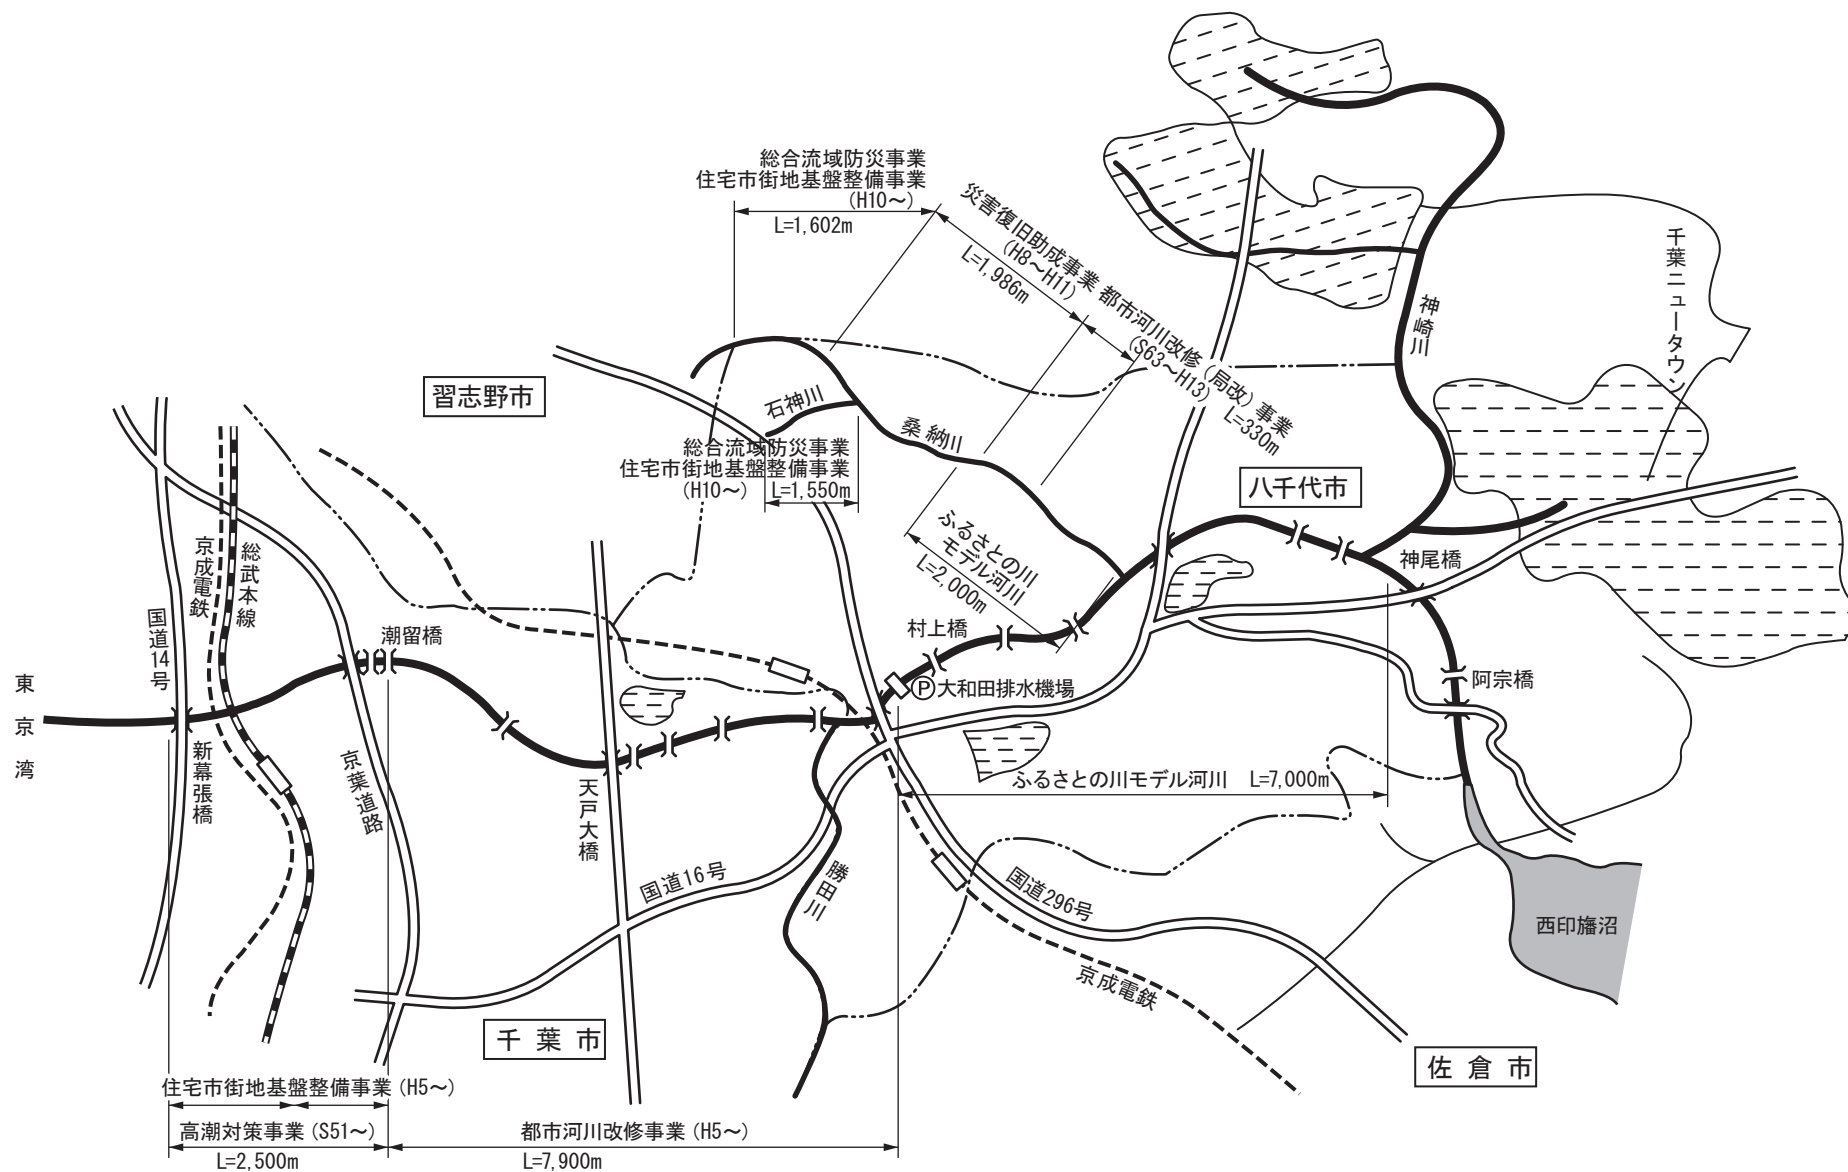 総合流域防災事業
住宅市街地基盤整備事業
(H10～)
L=1,602m
災害復旧助成事業
(H8～H11)
L=1,986m
都市河川改修(局改)事業
(S63～H13)
L=330m
千葉ニュータウン
神崎川
習志野市
石神川
桑納川
総合流域防災事業
住宅市街地基盤整備事業
(H10～)
L=1,550m
八千代市
ふるさとの川
モデル河川
L=2,000m
神尾橋
京成電鉄
総武本線
国道14号
潮留橋
村上橋
Ⓟ大和田排水機場
阿宗橋
東京湾
新幕張橋
京葉道路
天戸大橋
ふるさとの川モデル河川 L=7,000m
国道16号
勝田川
国道296号
西印旛沼
京成電鉄
千葉市
佐倉市
住宅市街地基盤整備事業(H5～)
高潮対策事業(S51～)
L=2,500m
都市河川改修事業(H5～)
L=7,900m